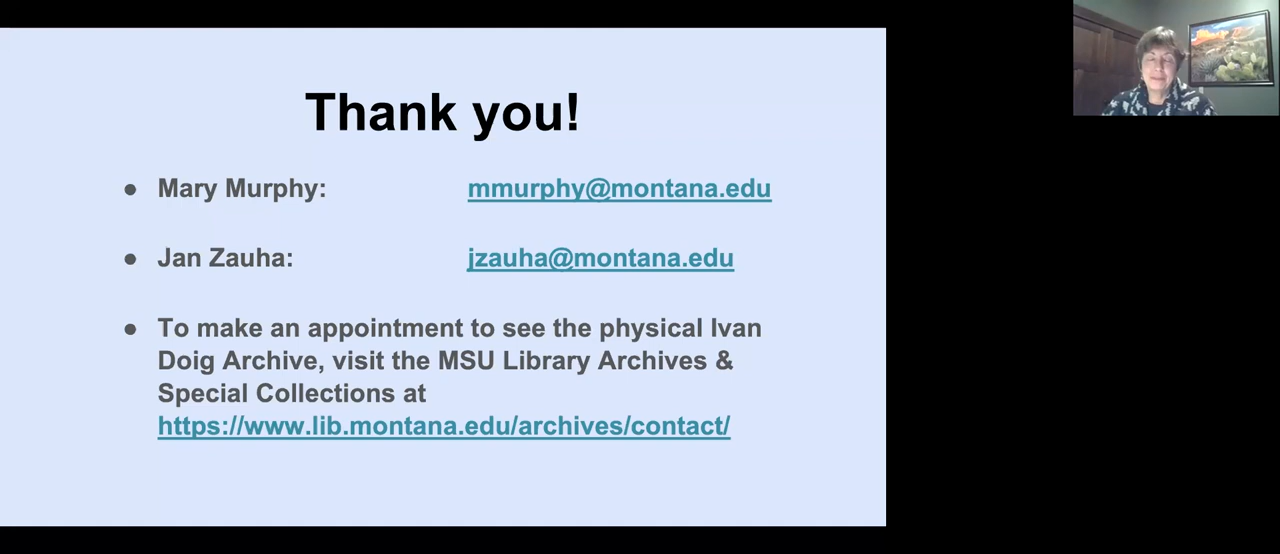 Thank you!
● Mary Murphy: mmurphy@montana.edu
● Jan Zauha: jzauha@montana.edu
● To make an appointment to see the physical Ivan
Doig Archive, visit the MSU Library Archives &
Special Collections at
https://www.lib.montana.edu/archives/contact/